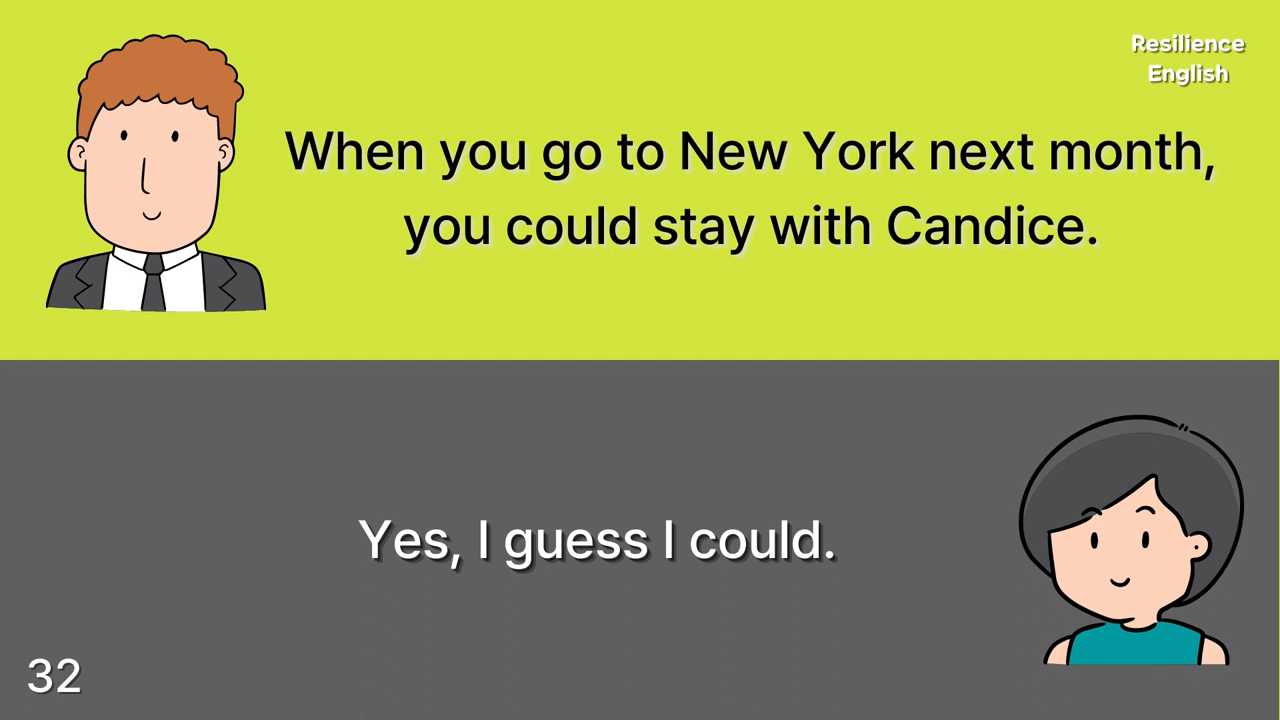 Resilience
English
When you go to New York next month,
you could stay with Candice.
Yes, I guess I could.
32